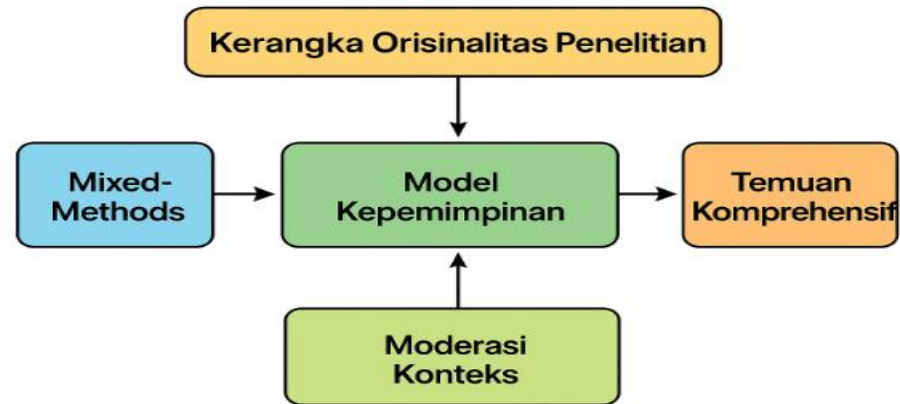 Kerangka Orisinalitas Penelitian
Mixed-
Methods
Model
Kepemimpinan
Temuan
Komprehensif
Moderasi
Konteks